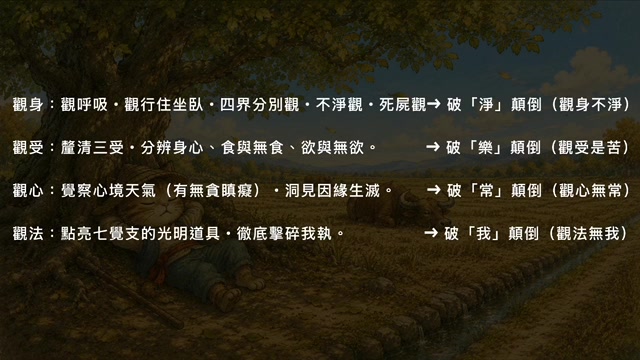 觀身：觀呼吸・觀行住坐臥・四界分別觀・不淨觀・死屍觀→ 破「淨」顛倒（觀身不淨）
觀受：釐清三受・分辨身心、食與無食、欲與無欲。 → 破「樂」顛倒（觀受是苦）
觀心：覺察心境天氣（有無貪瞋癡）・洞見因緣生滅。 → 破「常」顛倒（觀心無常）
觀法：點亮七覺支的光明道具・徹底擊碎我執。 → 破「我」顛倒（觀法無我）